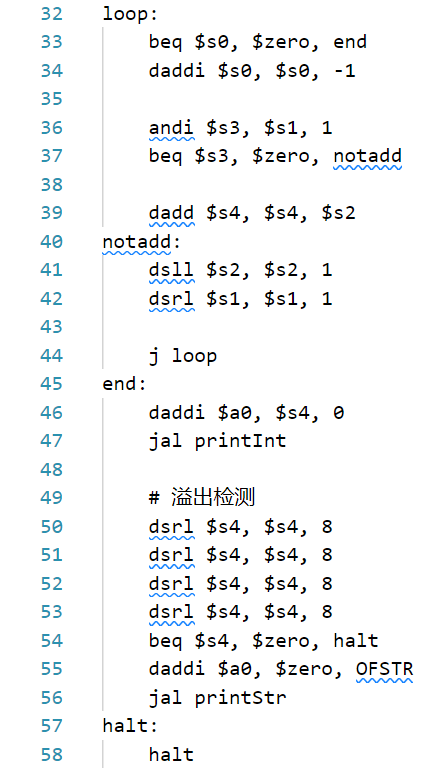 32 loop:
33     beq $s0, $zero, end
34     daddi $s0, $s0, -1
35
36     andi $s3, $s1, 1
37     beq $s3, $zero, notadd
38
39     dadd $s4, $s4, $s2
40 notadd:
41     dsll $s2, $s2, 1
42     dsrl $s1, $s1, 1
43
44     j loop
45 end:
46     daddi $a0, $s4, 0
47     jal printInt
48
49     # 溢出检测
50     dsrl $s4, $s4, 8
51     dsrl $s4, $s4, 8
52     dsrl $s4, $s4, 8
53     dsrl $s4, $s4, 8
54     beq $s4, $zero, halt
55     daddi $a0, $zero, OFSTR
56     jal printStr
57 halt:
58     halt